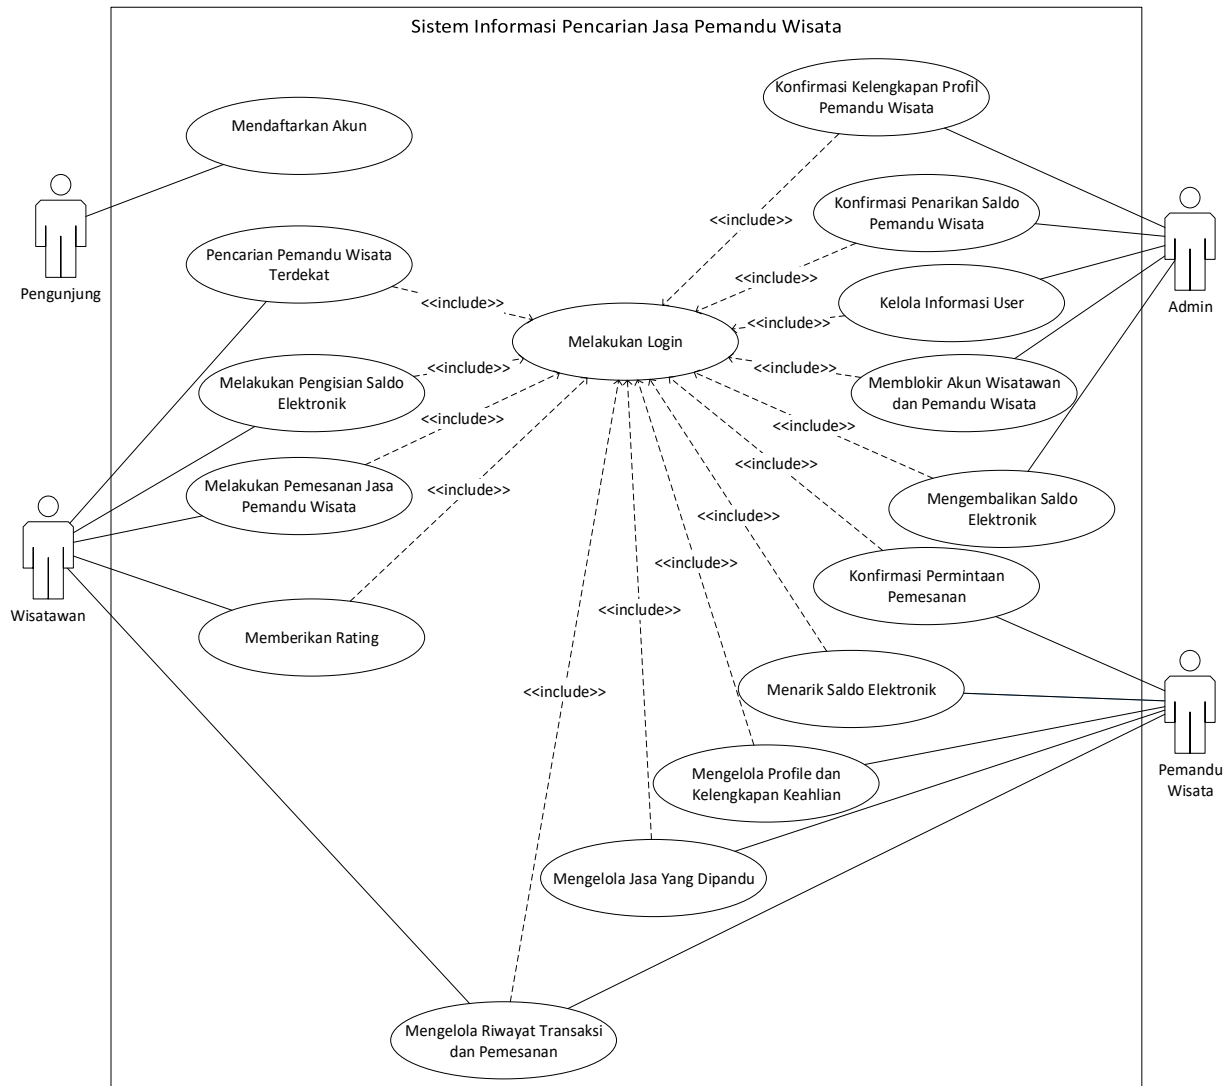 Sistem Informasi Pencarian Jasa Pemandu Wisata
Konfirmasi Kelengkapan Profil
Pemandu Wisata
Mendaftarkan Akun
<<include>>
Konfirmasi Penarikan Saldo
Pemandu Wisata
Pengunjung
Pencarian Pemandu Wisata
Terdekat
<<include>>
<<include>>
Kelola Informasi User
Admin
<<include>>
Melakukan Login
<<include>>
Melakukan Pengisian Saldo
Elektronik
<<include>>
Memblokir Akun Wisatawan
dan Pemandu Wisata
<<include>>
<<include>>
Melakukan Pemesanan Jasa
Pemandu Wisata
<<include>>
<<include>>
Mengembalikan Saldo
Elektronik
<<include>>
<<include>>
Konfirmasi Permintaan
Pemesanan
Wisatawan
<<include>>
Memberikan Rating
<<include>>
Menarik Saldo Elektronik
Mengelola Profile dan
Kelengkapan Keahlian
Pemandu
Wisata
Mengelola Jasa Yang Dipandu
Mengelola Riwayat Transaksi
dan Pemesanan